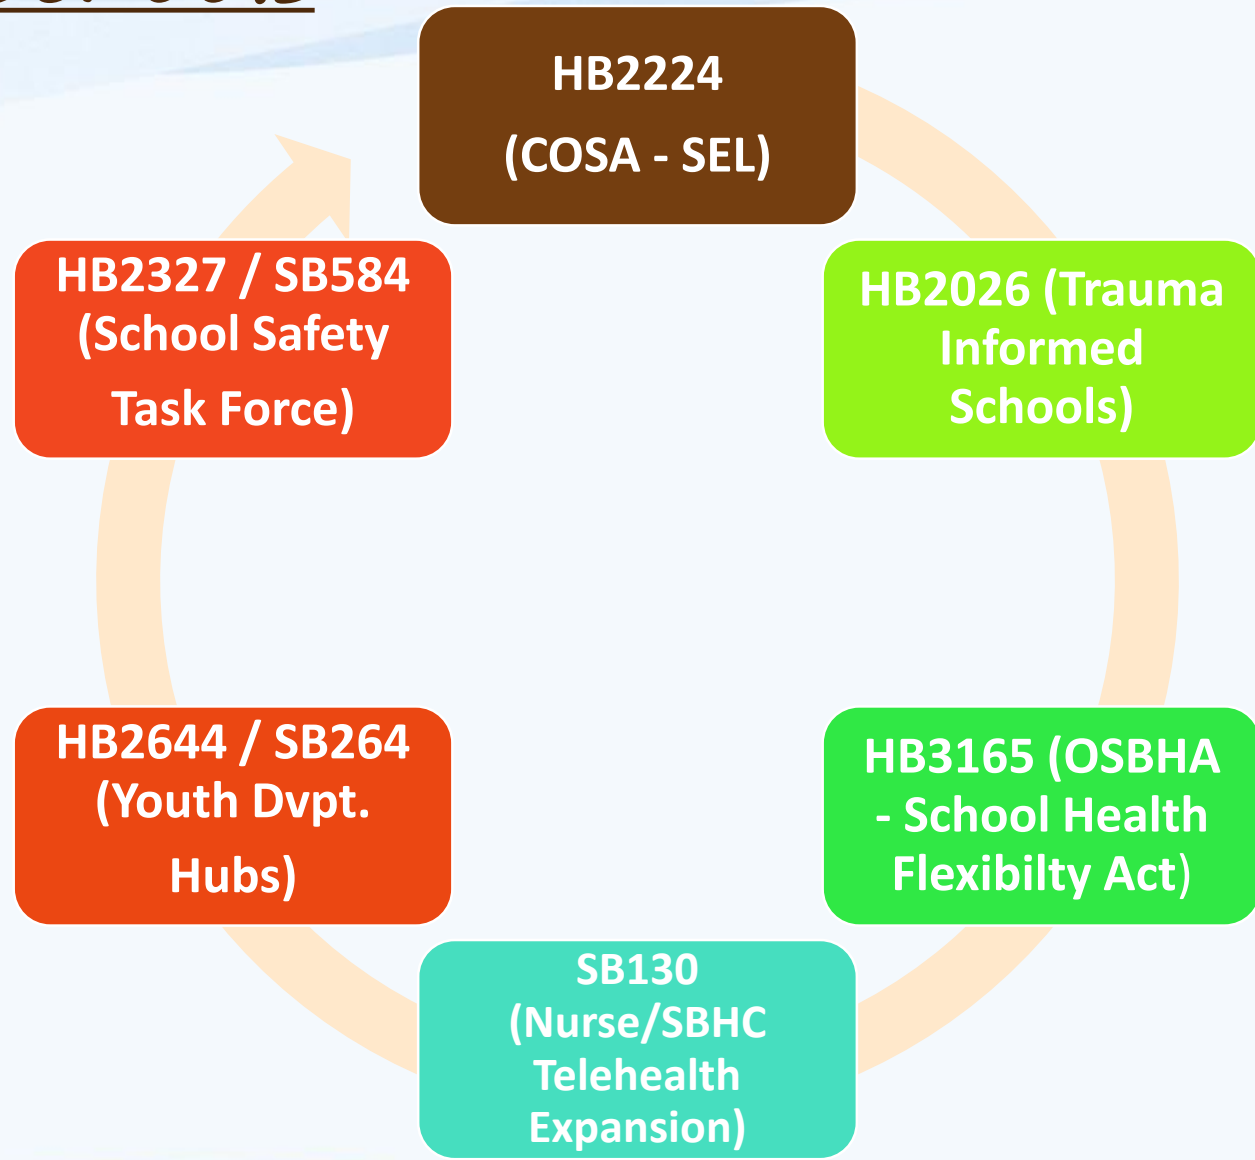 HB2224
(COSA - SEL)
HB2026 (Trauma
Informed
Schools)
HB3165 (OSBHA
- School Health
Flexibilty Act)
SB130
(Nurse/SBHC
Telehealth
Expansion)
HB2644 / SB264
(Youth Dvpt.
Hubs)
HB2327 / SB584
(School Safety
Task Force)